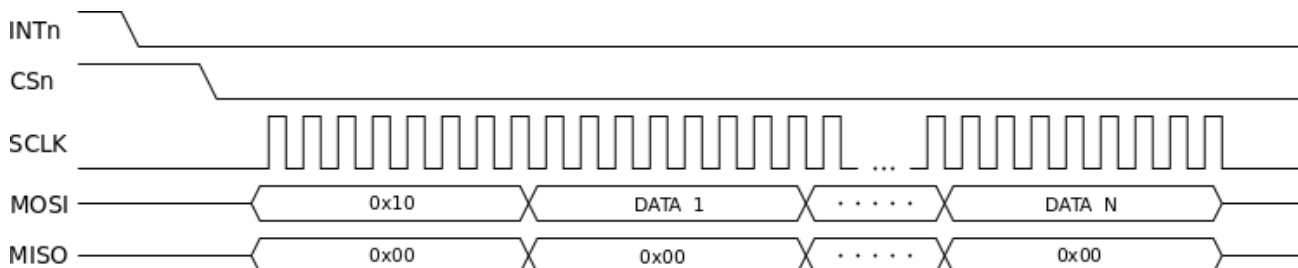 INTn
CSn
SCLK ...
MOSI 0x10 DATA 1 ..... DATA N
MISO 0x00 0x00 ..... 0x00